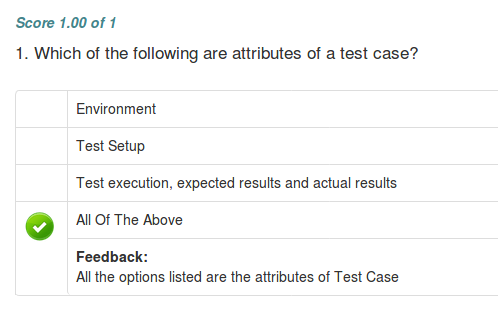 Score 1.00 of 1
1. Which of the following are attributes of a test case?
Environment
Test Setup
Test execution, expected results and actual results
All Of The Above
Feedback:
All the options listed are the attributes of Test Case